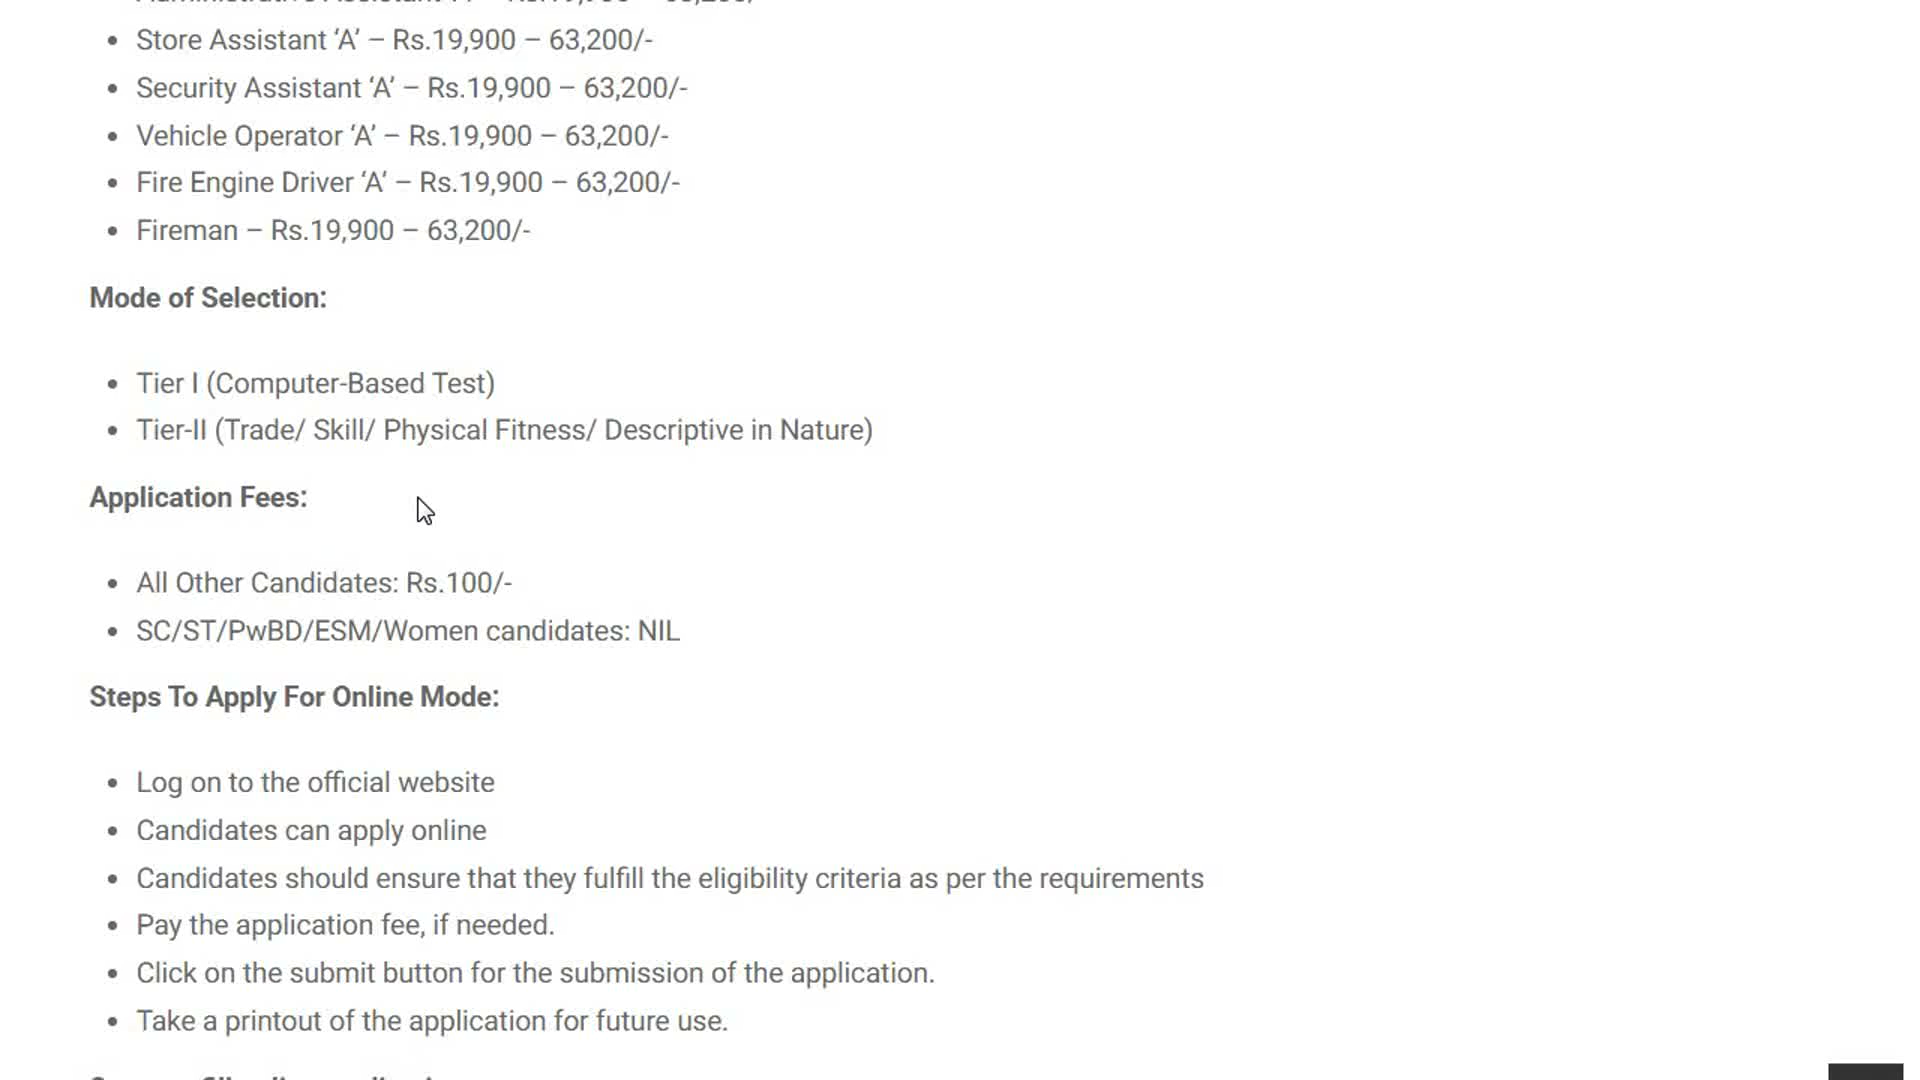 Store Assistant ‘A’ – Rs.19,900 – 63,200/-
Security Assistant ‘A’ – Rs.19,900 – 63,200/-
Vehicle Operator ‘A’ – Rs.19,900 – 63,200/-
Fire Engine Driver ‘A’ – Rs.19,900 – 63,200/-
Fireman – Rs.19,900 – 63,200/-
Mode of Selection:
Tier I (Computer-Based Test)
Tier-II (Trade/ Skill/ Physical Fitness/ Descriptive in Nature)
Application Fees:
All Other Candidates: Rs.100/-
SC/ST/PwBD/ESM/Women candidates: NIL
Steps To Apply For Online Mode:
Log on to the official website
Candidates can apply online
Candidates should ensure that they fulfill the eligibility criteria as per the requirements
Pay the application fee, if needed.
Click on the submit button for the submission of the application.
Take a printout of the application for future use.